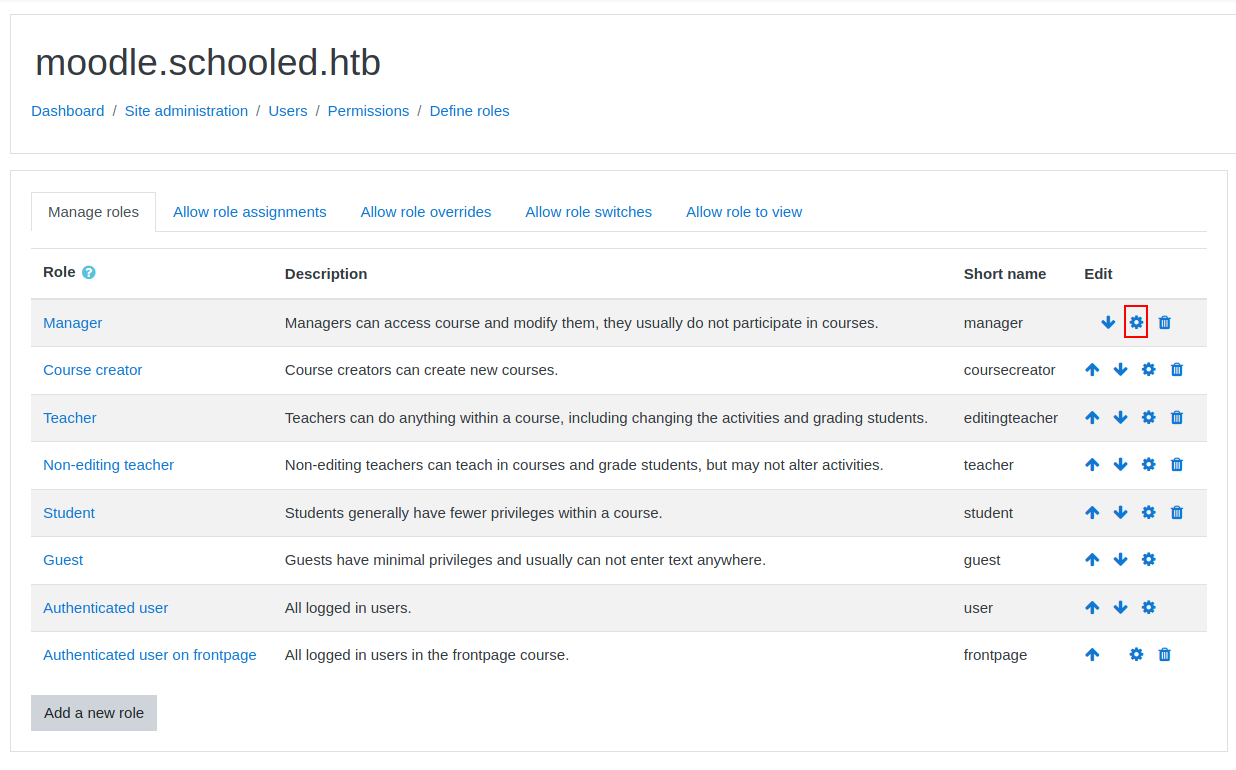 moodle.schooled.htb
Dashboard / Site administration / Users / Permissions / Define roles
Manage roles Allow role assignments Allow role overrides Allow role switches Allow role to view
Role ? Description Short name Edit
Manager Managers can access course and modify them, they usually do not participate in courses. manager
Course creator Course creators can create new courses. coursecreator
Teacher Teachers can do anything within a course, including changing the activities and grading students. editingteacher
Non-editing teacher Non-editing teachers can teach in courses and grade students, but may not alter activities. teacher
Student Students generally have fewer privileges within a course. student
Guest Guests have minimal privileges and usually can not enter text anywhere. guest
Authenticated user All logged in users. user
Authenticated user on frontpage All logged in users in the frontpage course. frontpage
Add a new role